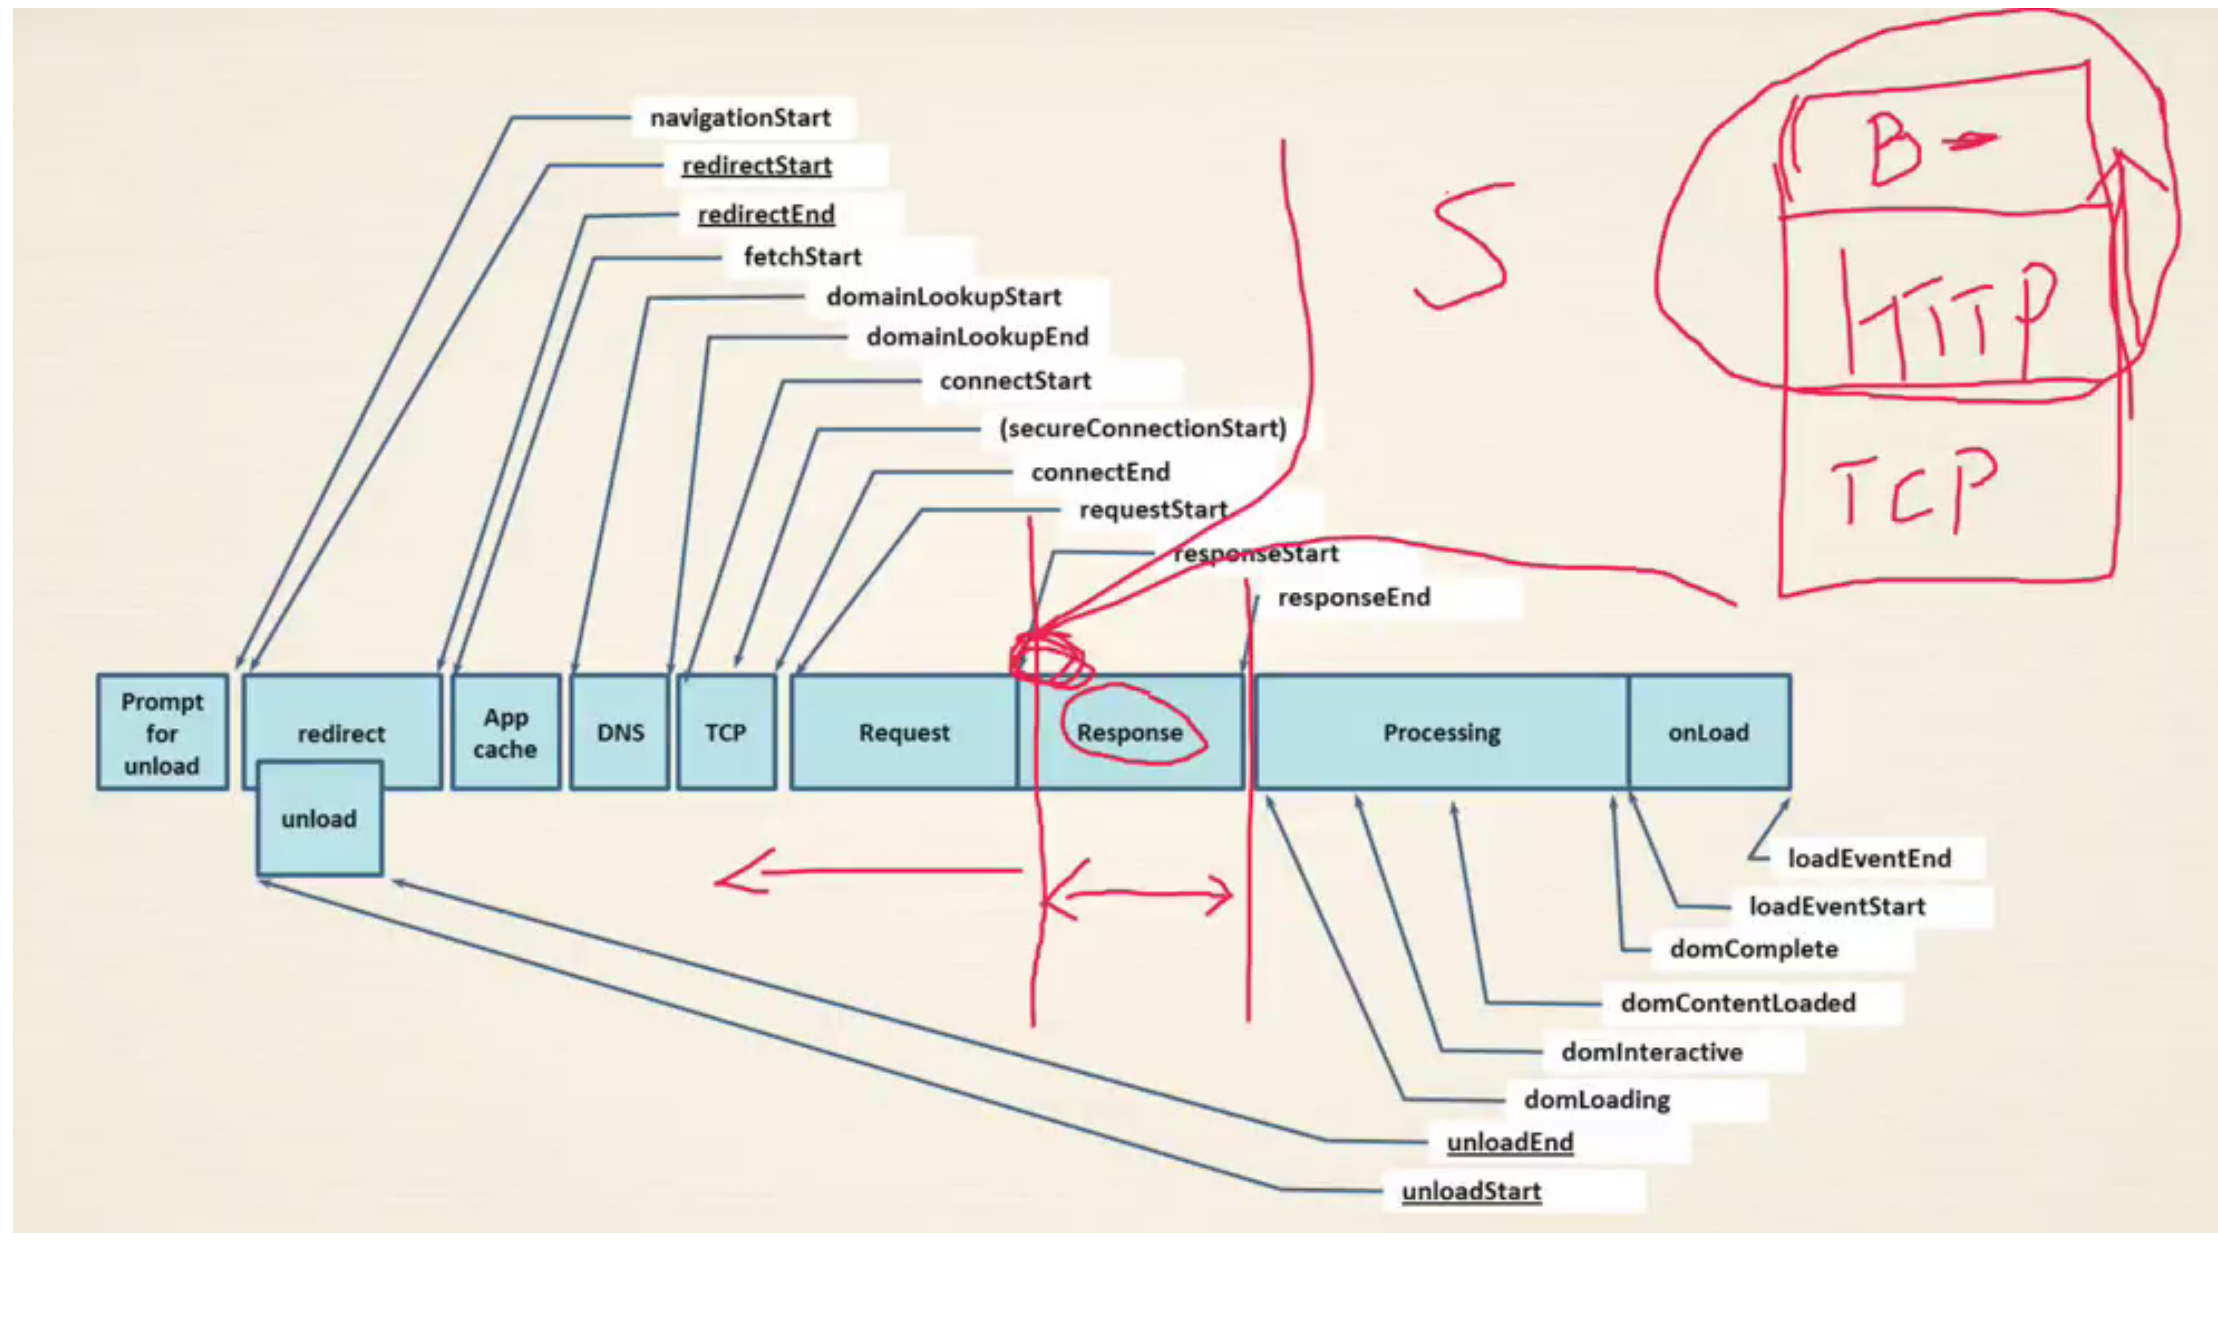 navigationStart
redirectStart
redirectEnd
fetchStart
domainLookupStart
domainLookupEnd
connectStart
(secureConnectionStart)
connectEnd
requestStart
responseStart
responseEnd
S
B
HTTP
TCP
Prompt
for
unload
redirect
unload
App
cache
DNS
TCP
Request
Response
Processing
onLoad
loadEventEnd
loadEventStart
domComplete
domContentLoaded
domInteractive
domLoading
unloadEnd
unloadStart